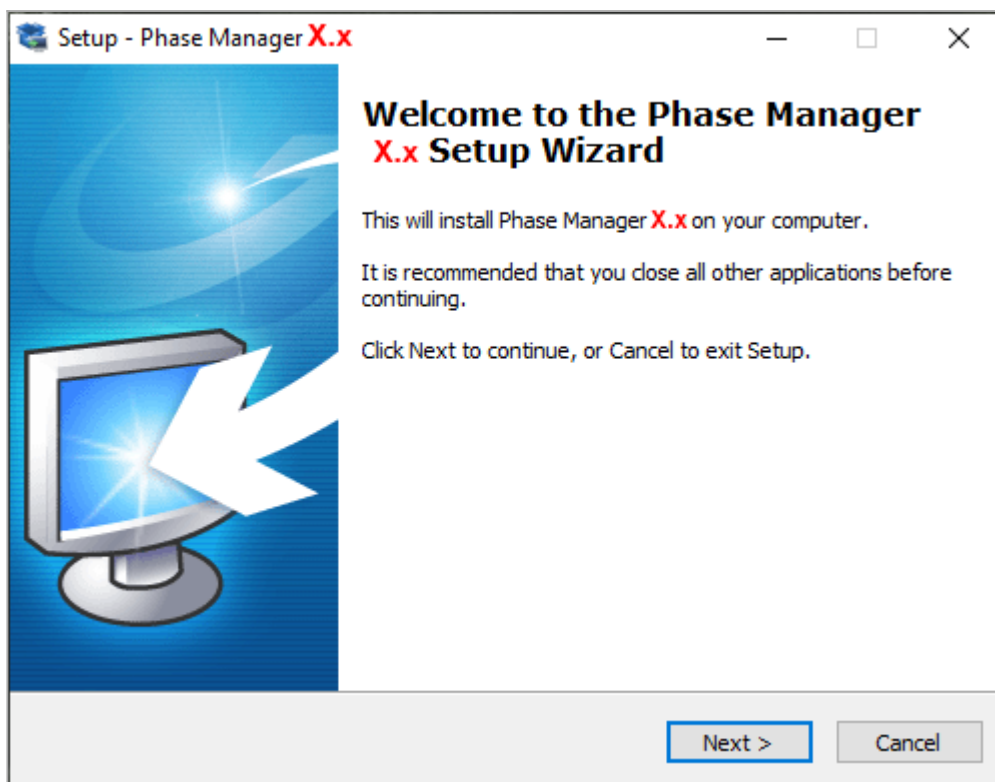 Setup - Phase Manager X.x
Welcome to the Phase Manager
X.x Setup Wizard
This will install Phase Manager X.x on your computer.
It is recommended that you close all other applications before
continuing.
Click Next to continue, or Cancel to exit Setup.
Next >
Cancel